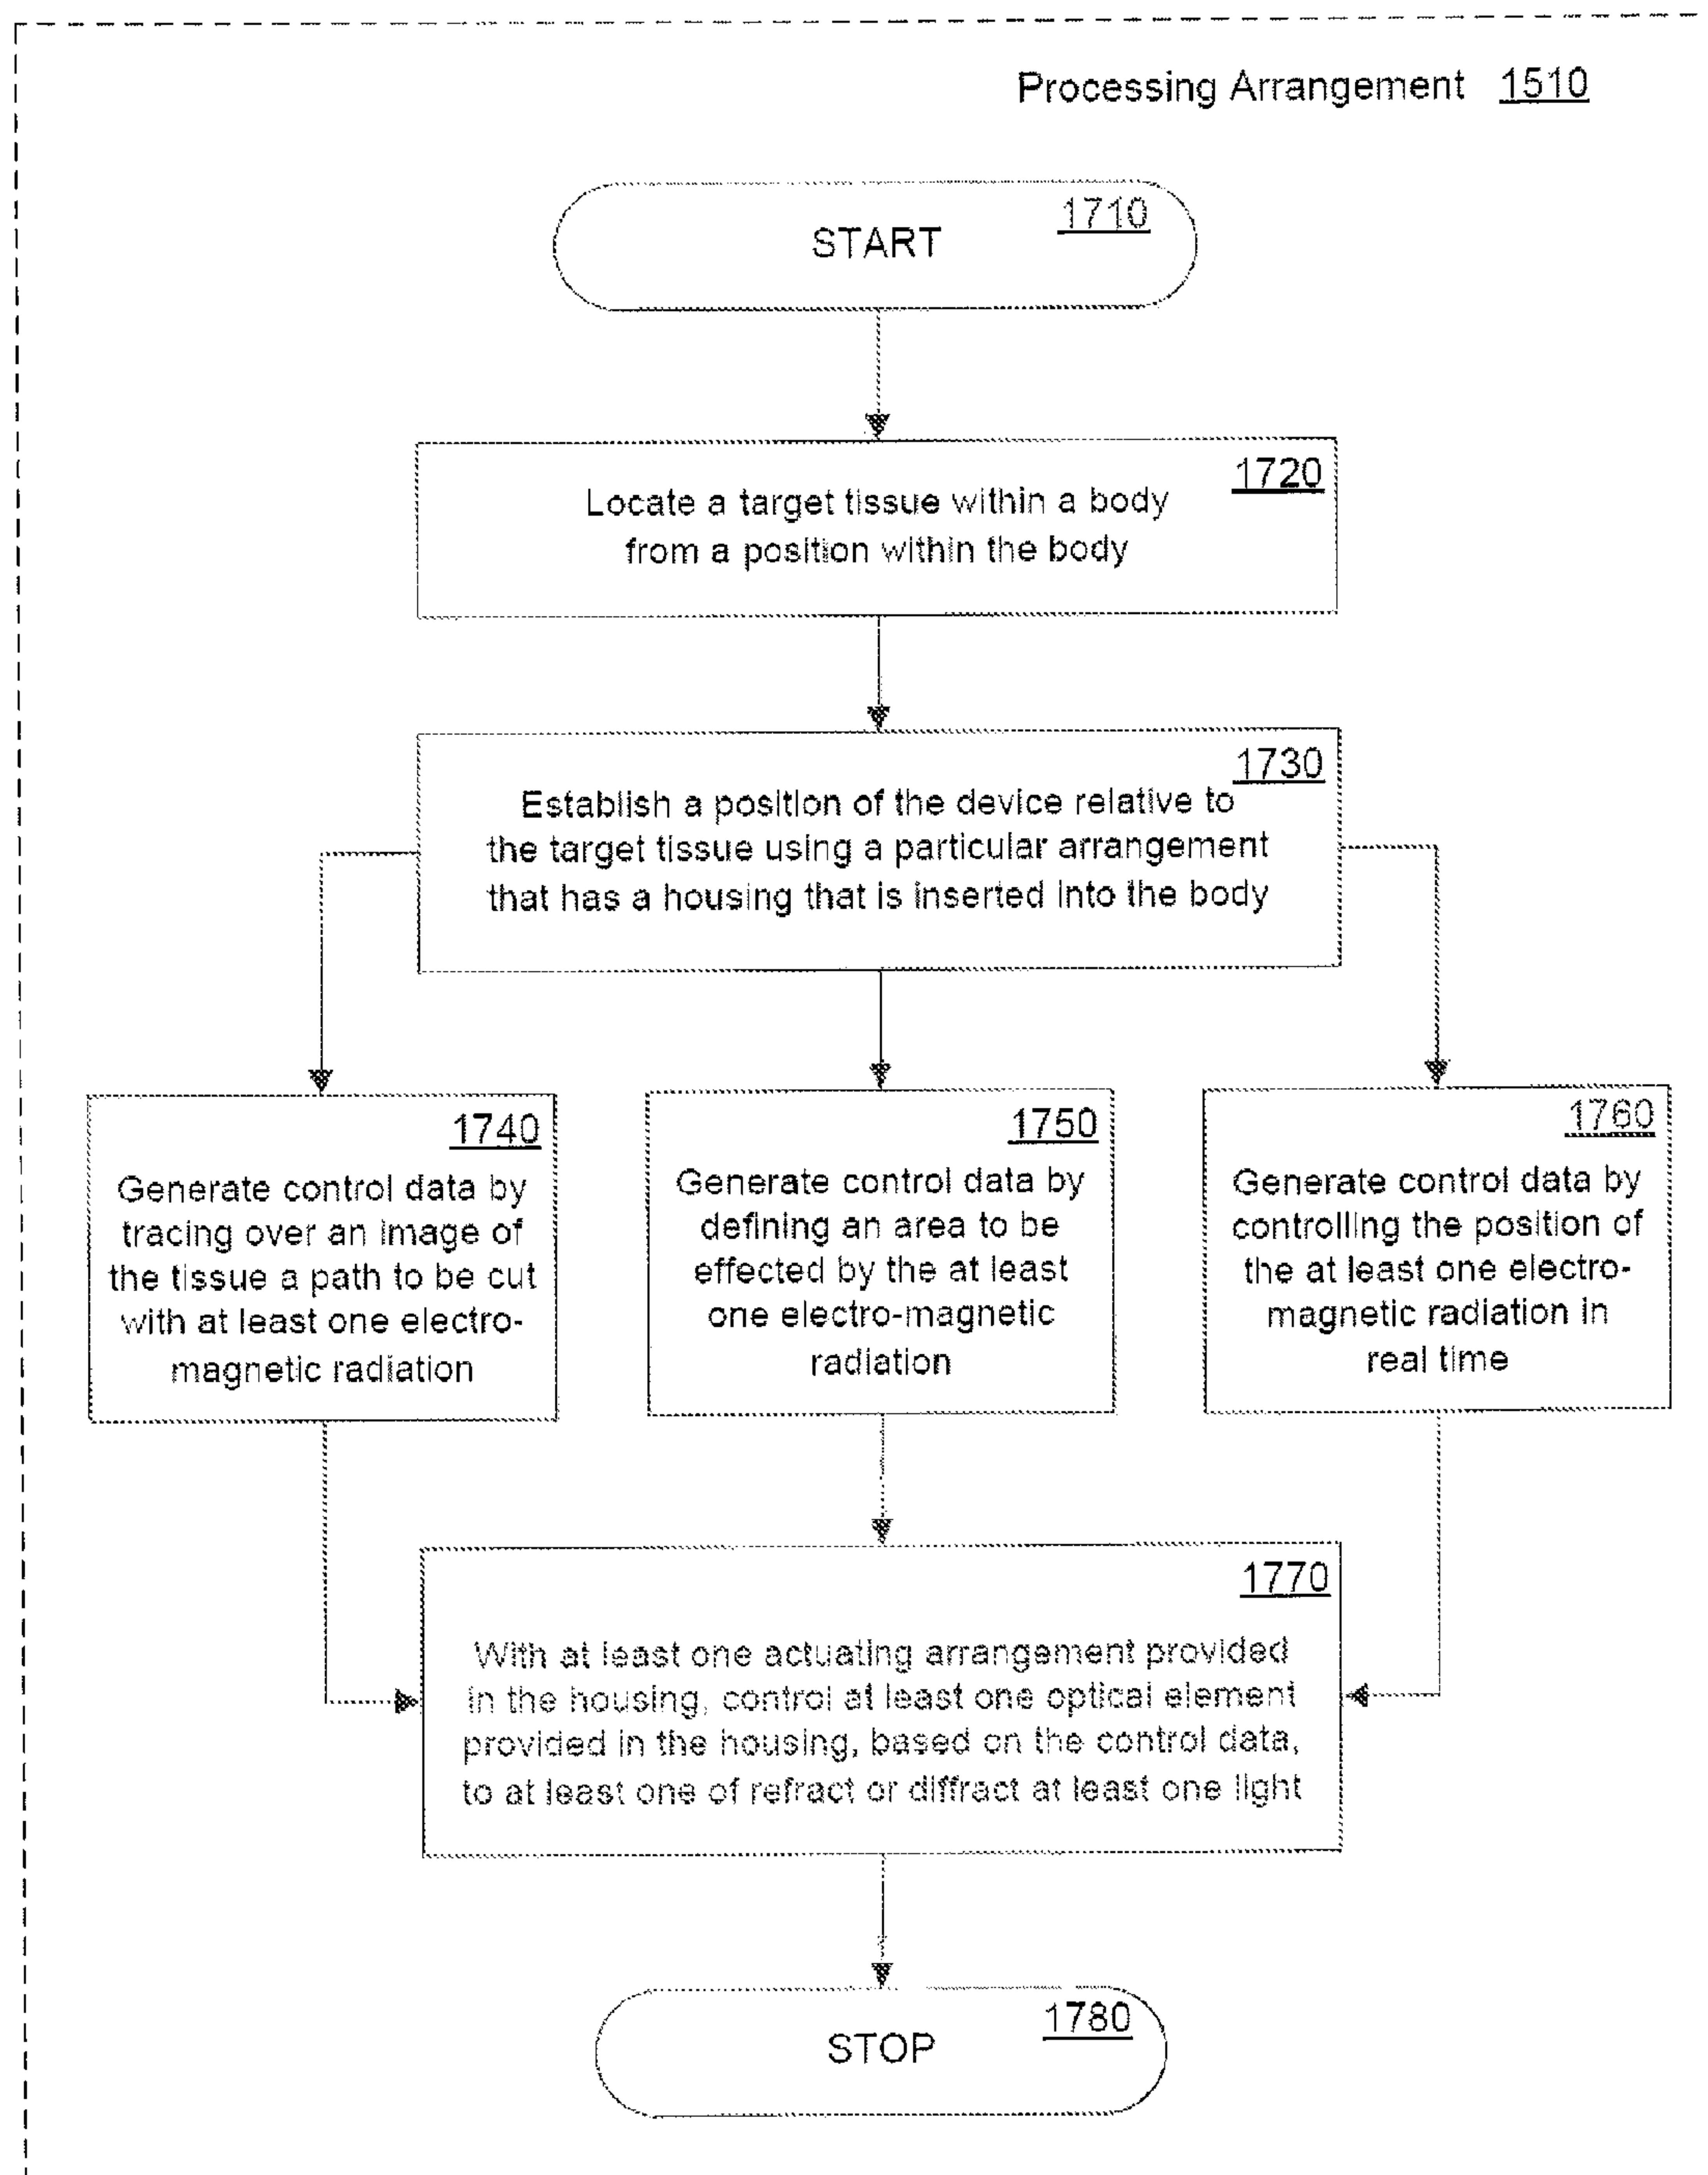 Processing Arrangement 1510
1710
START
1720
Locate a target tissue within a body
from a position within the body
1730
Establish a position of the device relative to
the target tissue using a particular arrangement
that has a housing that is inserted into the body
1740
Generate control data by
tracing over an image of
the tissue a path to be cut
with at least one electro-
magnetic radiation
1750
Generate control data by
defining an area to be
effected by the at least
one electro-magnetic
radiation
1760
Generate control data by
controlling the position of
the at least one electro-
magnetic radiation in
real time
1770
With at least one actuating arrangement provided
in the housing, control at least one optical element
provided in the housing, based on the control data,
to at least one of refract or diffract at least one light
1780
STOP